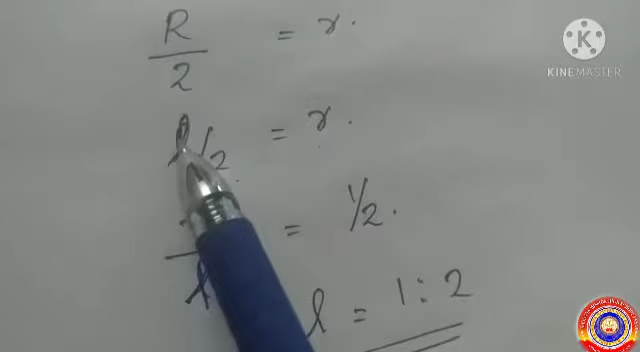 R/2 = r.
KINEMASTER
l/2 = r.
/l = 1/2.
l = 1:2